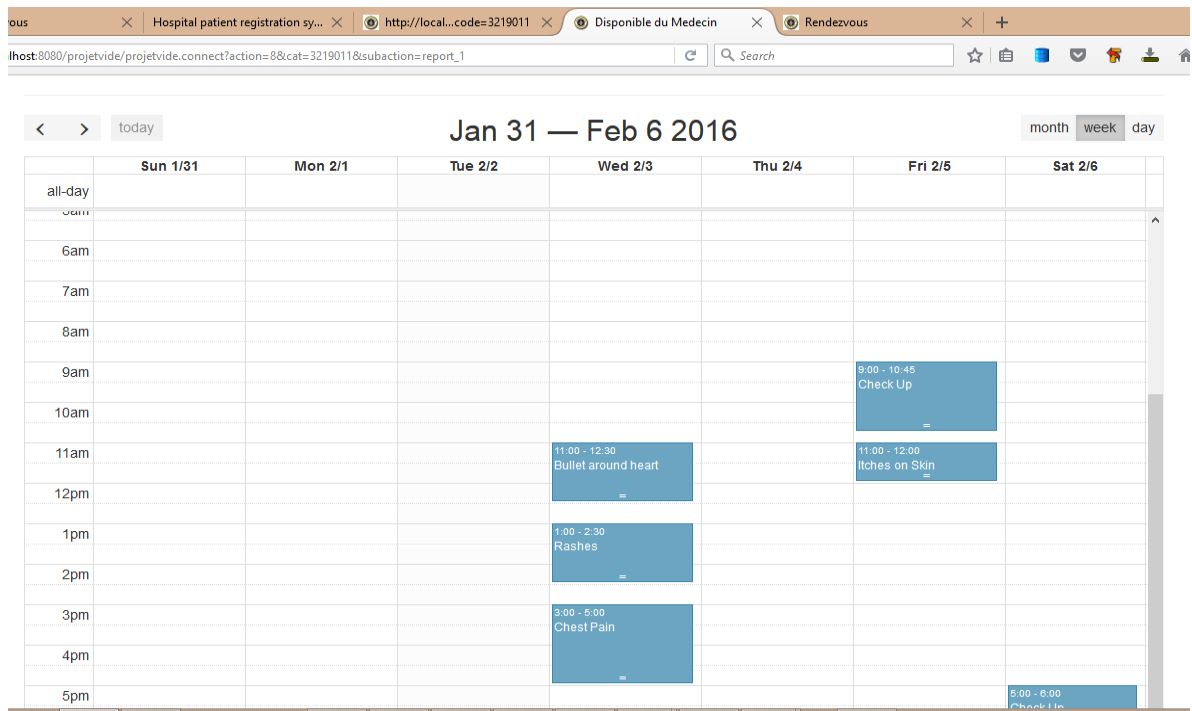 ous
Hospital patient registration sy...
http://local...code=3219011
Disponible du Medecin
Rendezvous
lhost:8080/projetvide/projetvide.connect?action=8&cat=3219011&subaction=report_1
Search
today
Jan 31 — Feb 6 2016
month week day
Sun 1/31 Mon 2/1 Tue 2/2 Wed 2/3 Thu 2/4 Fri 2/5 Sat 2/6
all-day
5am
6am
7am
8am
9am
9:00 - 10:45
Check Up
10am
11am
11:00 - 12:30
Bullet around heart
11:00 - 12:00
Itches on Skin
12pm
1pm
1:00 - 2:30
Rashes
2pm
3pm
3:00 - 5:00
Chest Pain
4pm
5pm
5:00 - 6:00
Check Up